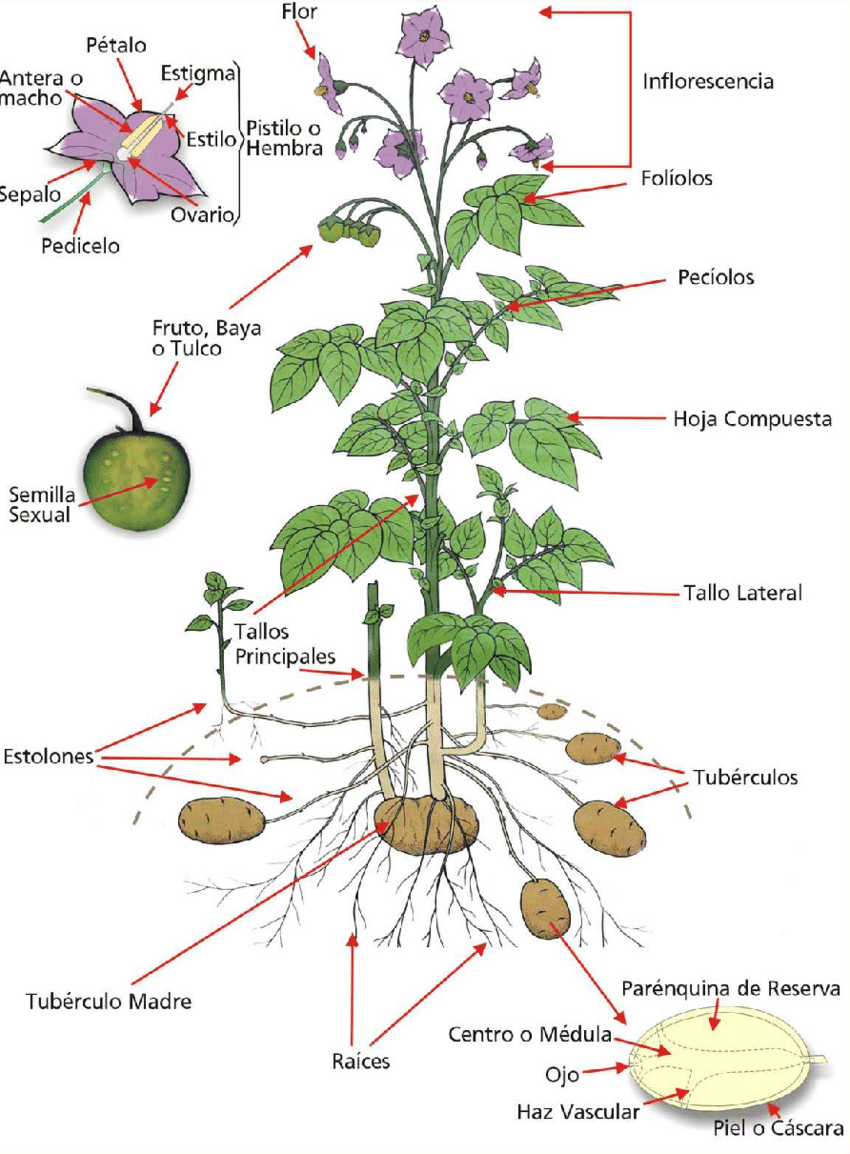 Flor
Pétalo
Antera o
macho
Estigma
Estilo
Pistilo o
Hembra
Sepalo
Ovario
Pedicelo
Inflorescencia
Folíolos
Pecíolos
Fruto, Baya
o Tulco
Hoja Compuesta
Semilla
Sexual
Tallo Lateral
Tallos
Principales
Estolones
Tubérculos
Tubérculo Madre
Raíces
Parénquina de Reserva
Centro o Médula
Ojo
Haz Vascular
Piel o Cáscara